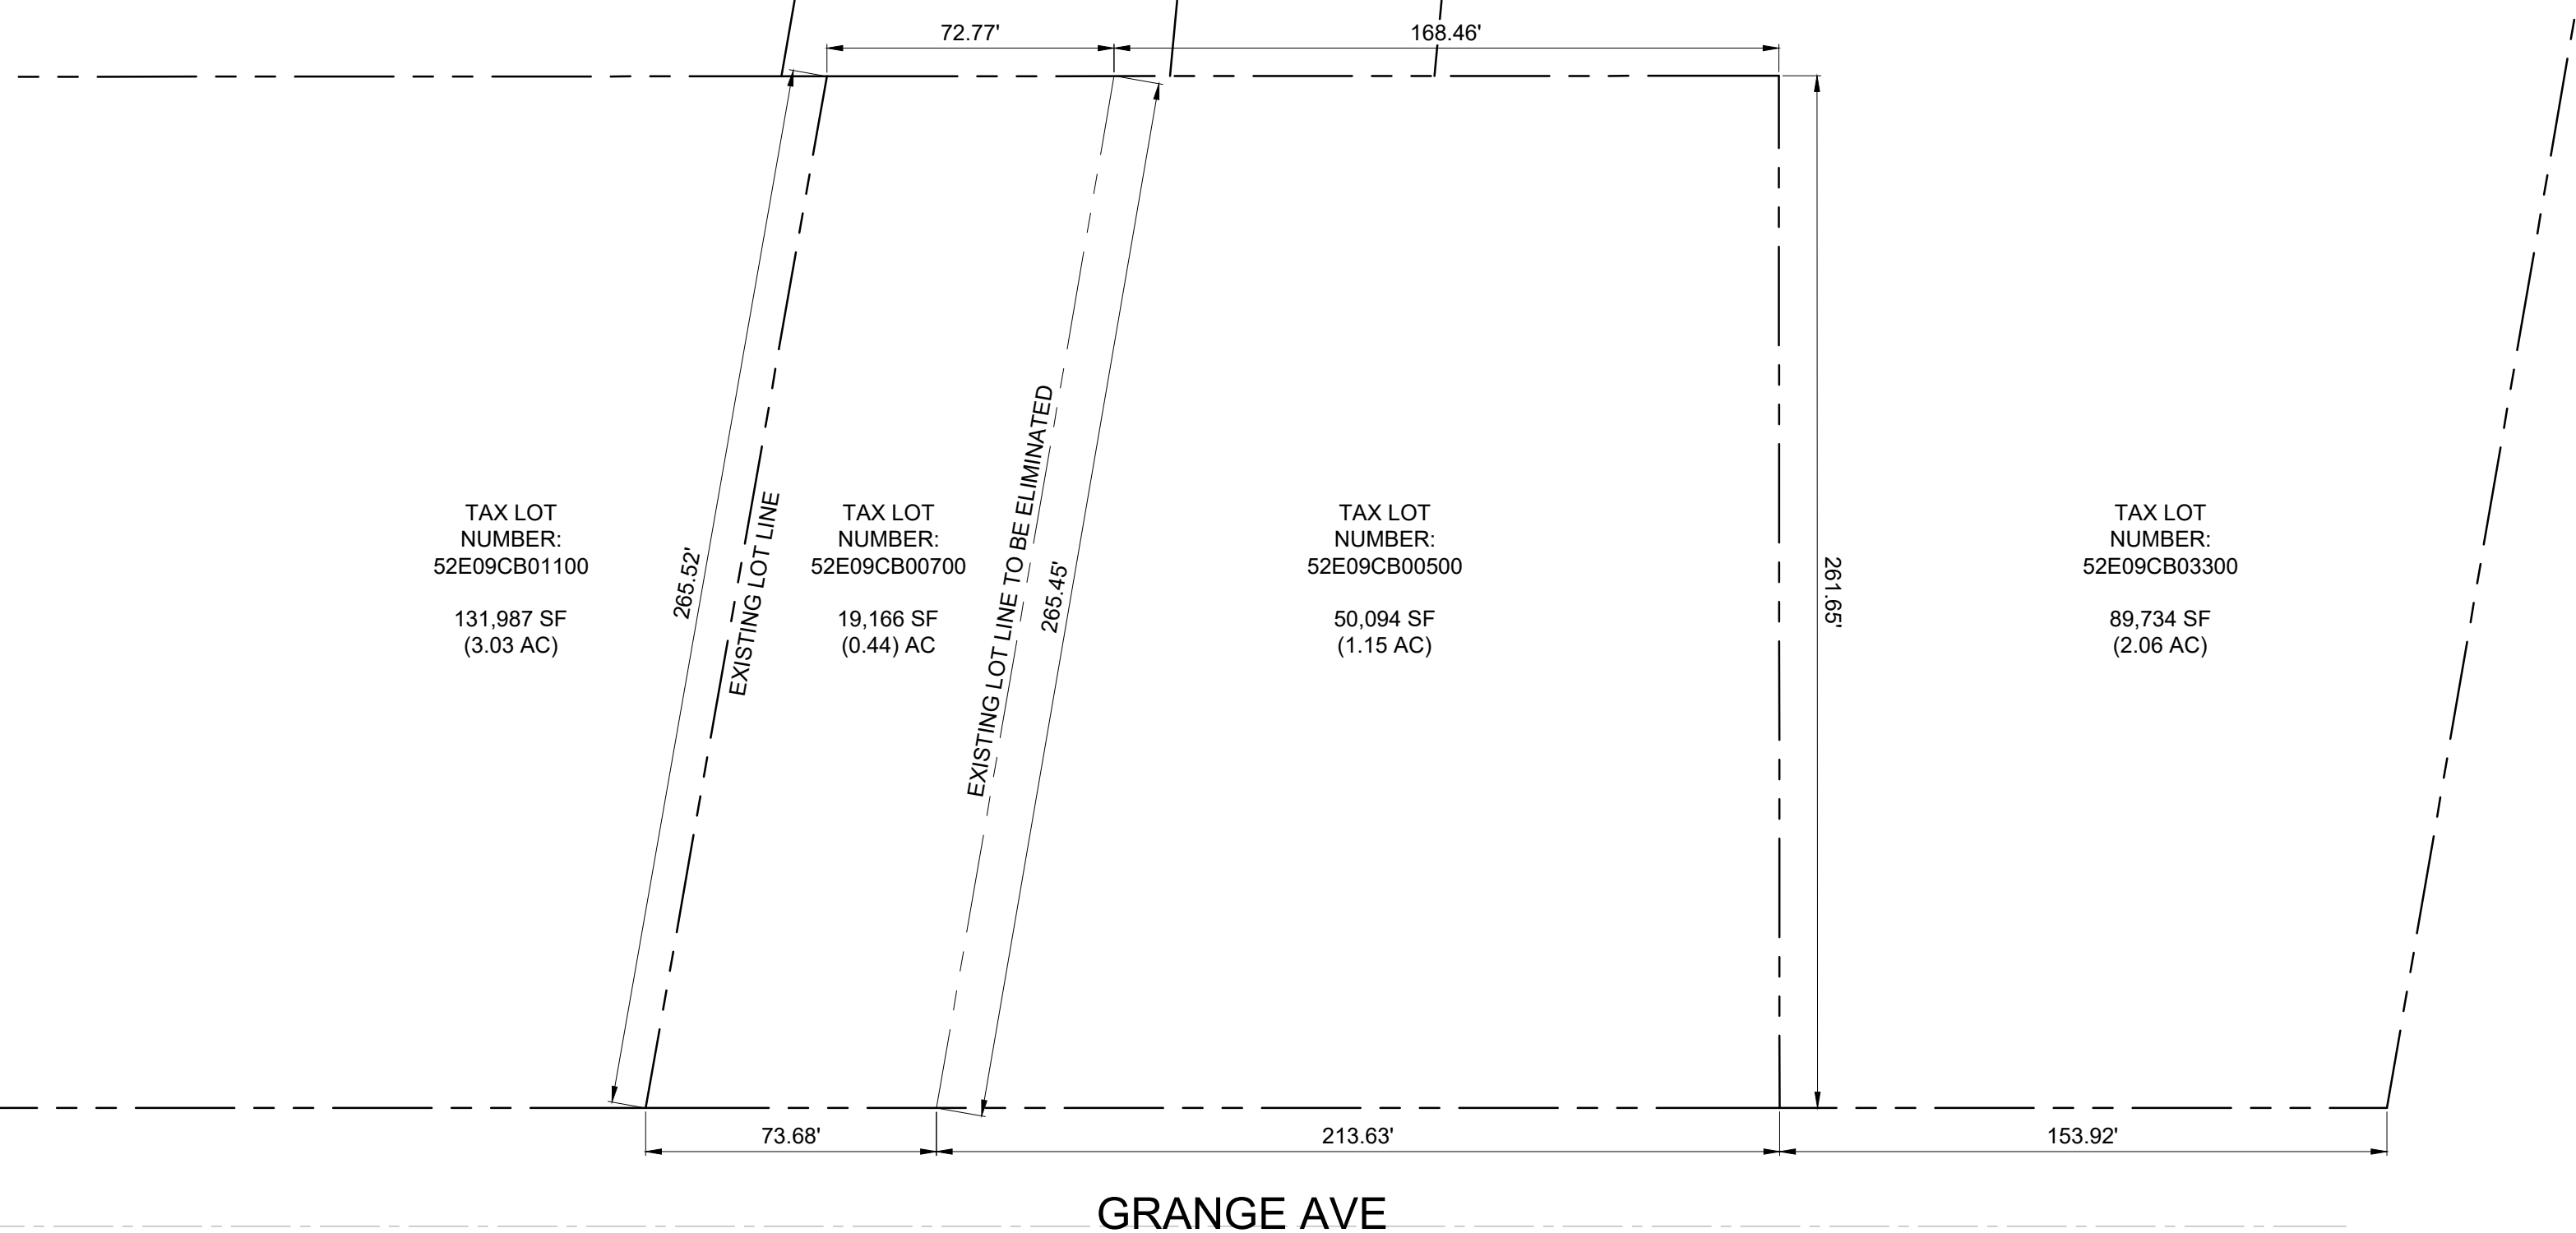 72.77'
168.46'
TAX LOT
NUMBER:
52E09CB01100
131,987 SF
(3.03 AC)
265.52'
EXISTING LOT LINE
TAX LOT
NUMBER:
52E09CB00700
19,166 SF
(0.44) AC
EXISTING LOT LINE TO BE ELIMINATED
265.45'
TAX LOT
NUMBER:
52E09CB00500
50,094 SF
(1.15 AC)
261.65'
TAX LOT
NUMBER:
52E09CB03300
89,734 SF
(2.06 AC)
73.68'
213.63'
153.92'
GRANGE AVE